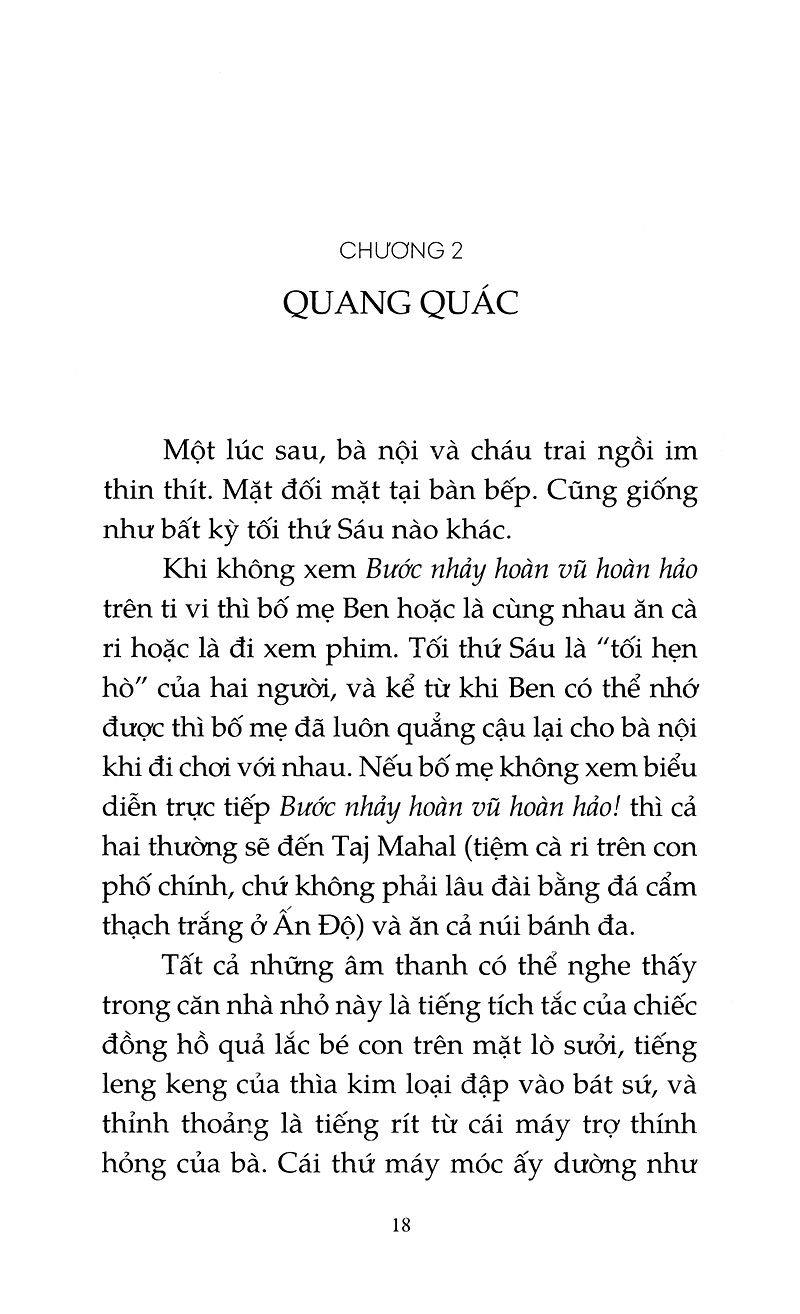 CHƯƠNG 2
QUANG QUÁC
Một lúc sau, bà nội và cháu trai ngồi im
thin thít. Mặt đối mặt tại bàn bếp. Cũng giống
như bất kỳ tối thứ Sáu nào khác.
Khi không xem Bước nhảy hoàn vũ hoàn hảo
trên ti vi thì bố mẹ Ben hoặc là cùng nhau ăn cà
ri hoặc là đi xem phim. Tối thứ Sáu là “tối hẹn
hò” của hai người, và kể từ khi Ben có thể nhớ
được thì bố mẹ đã luôn quẳng cậu lại cho bà nội
khi đi chơi với nhau. Nếu bố mẹ không xem biểu
diễn trực tiếp Bước nhảy hoàn vũ hoàn hảo! thì cả
hai thường sẽ đến Taj Mahal (tiệm cà ri trên con
phố chính, chứ không phải lâu đài bằng đá cẩm
thạch trắng ở Ấn Độ) và ăn cả núi bánh đa.
Tất cả những âm thanh có thể nghe thấy
trong căn nhà nhỏ này là tiếng tích tắc của chiếc
đồng hồ quả lắc bé con trên mặt lò sưởi, tiếng
leng keng của thìa kim loại đập vào bát sứ, và
thỉnh thoảng là tiếng rít từ cái máy trợ thính
hỏng của bà. Cái thứ máy móc ấy dường như
18